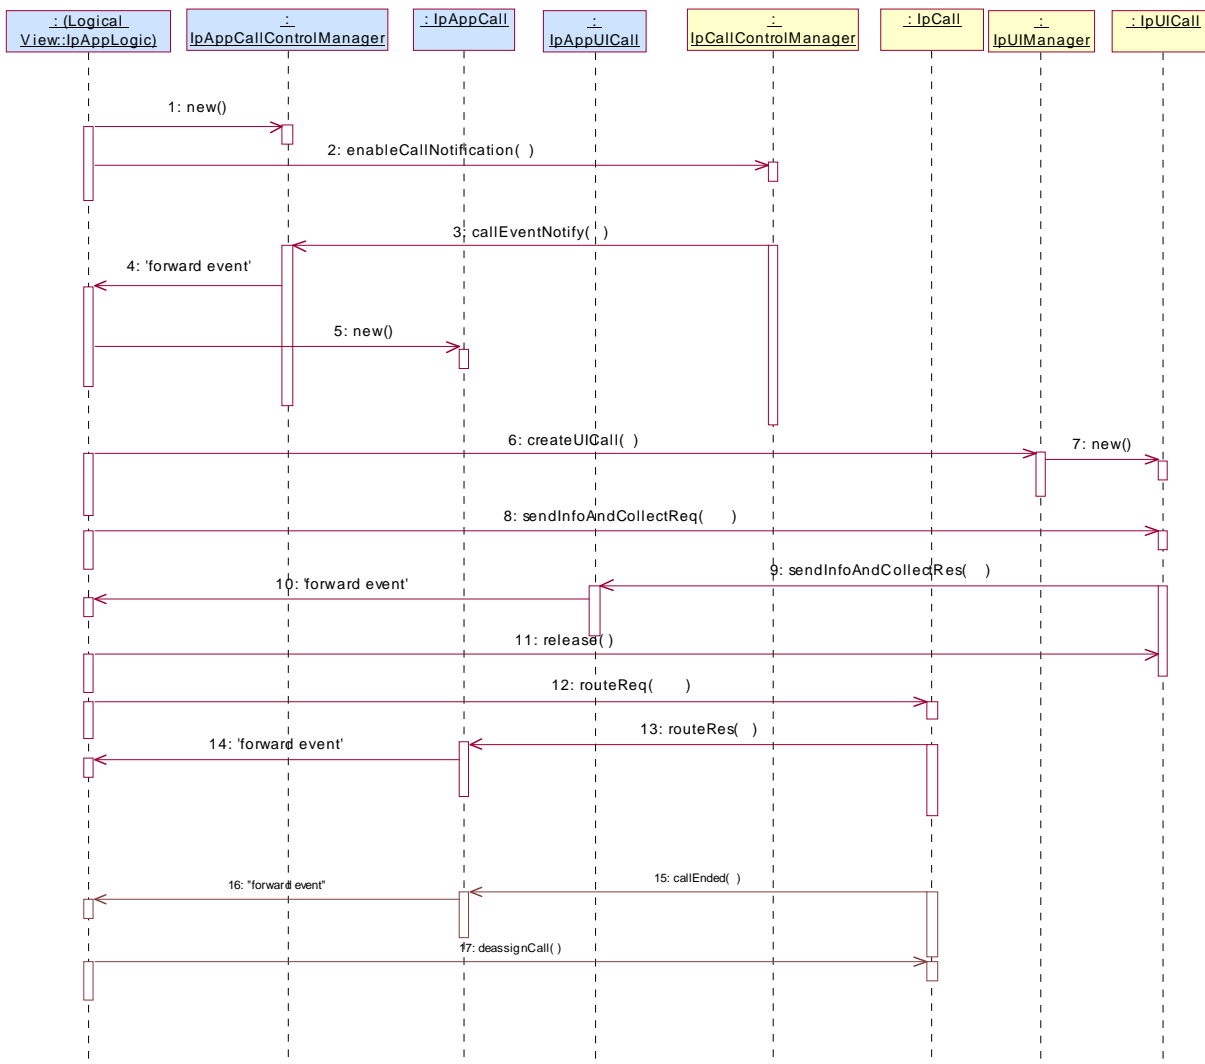 : (Logical
View::IpAppLogic)
:
IpAppCallControlManager
: IpAppCall
:
IpAppUICall
:
IpCallControlManager
: IpCall
:
IpUIManager
: IpUICall
1: new()
2: enableCallNotification( )
3: callEventNotify( )
4: 'forward event'
5: new()
6: createUICall( )
7: new()
8: sendInfoAndCollectReq( )
9: sendInfoAndCollectRes( )
10: 'forward event'
11: release( )
12: routeReq( )
13: routeRes( )
14: 'forward event'
15: callEnded( )
16: "forward event"
17: deassignCall( )